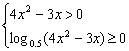 4x² − 3x > 0
log₀.₅(4x² − 3x) ≥ 0